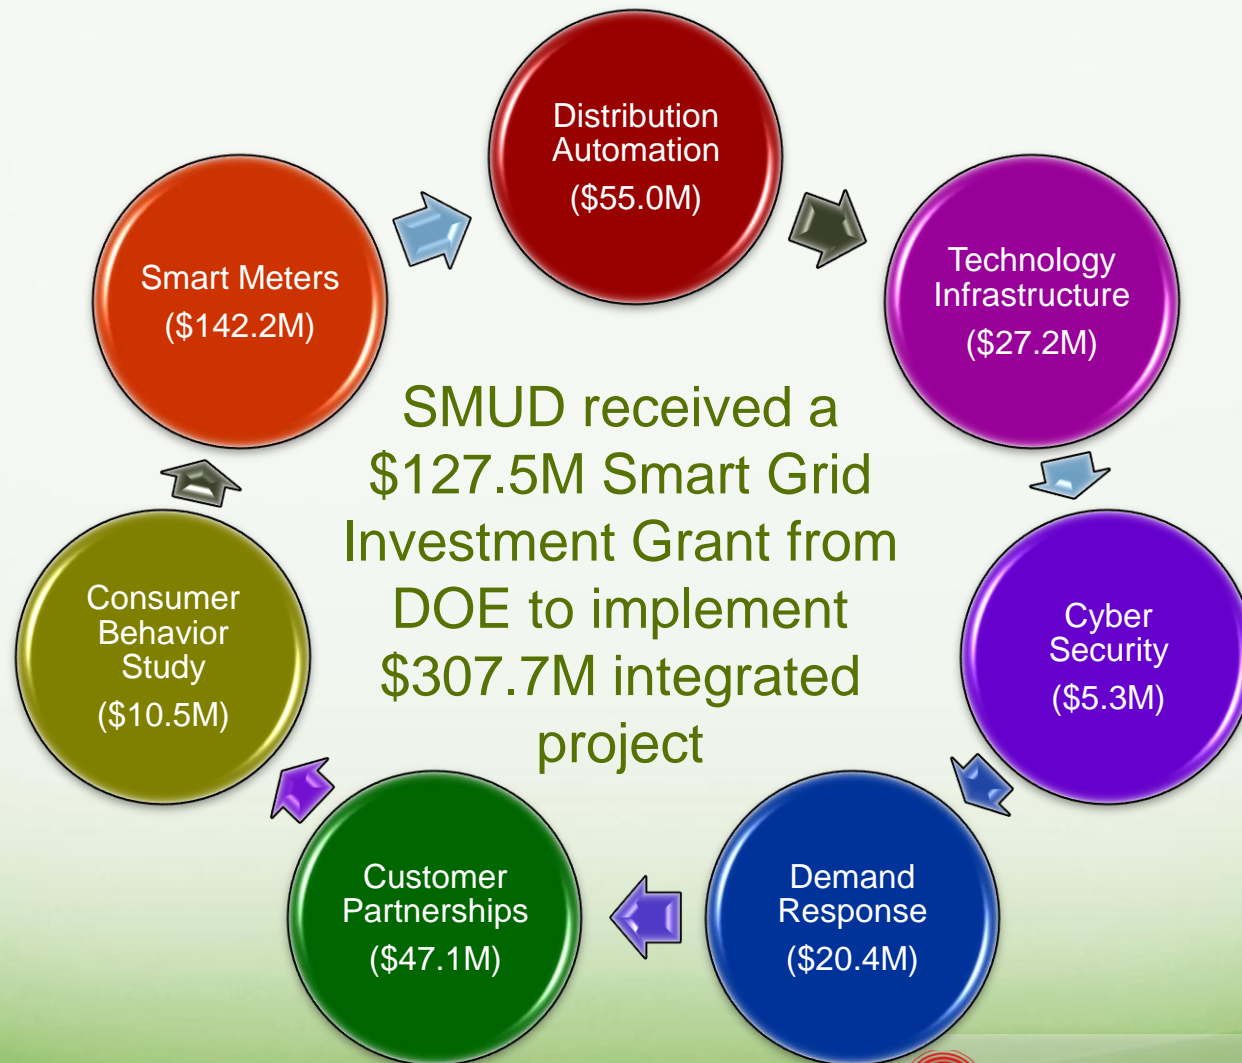 Distribution
Automation
($55.0M)
Technology
Infrastructure
($27.2M)
Cyber
Security
($5.3M)
Demand
Response
($20.4M)
Customer
Partnerships
($47.1M)
Consumer
Behavior
Study
($10.5M)
Smart Meters
($142.2M)
SMUD received a
$127.5M Smart Grid
Investment Grant from
DOE to implement
$307.7M integrated
project